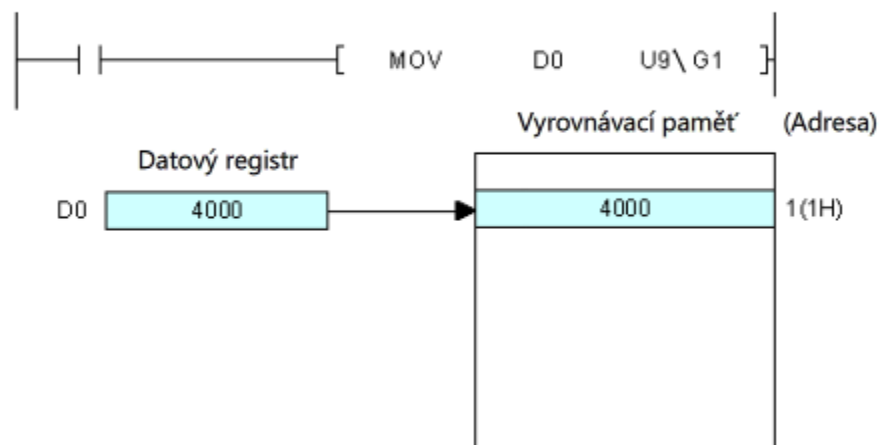 MOV D0 U9\G1
Vyrovnávací paměť (Adresa)
Datový registr
D0 4000 4000 1(1H)